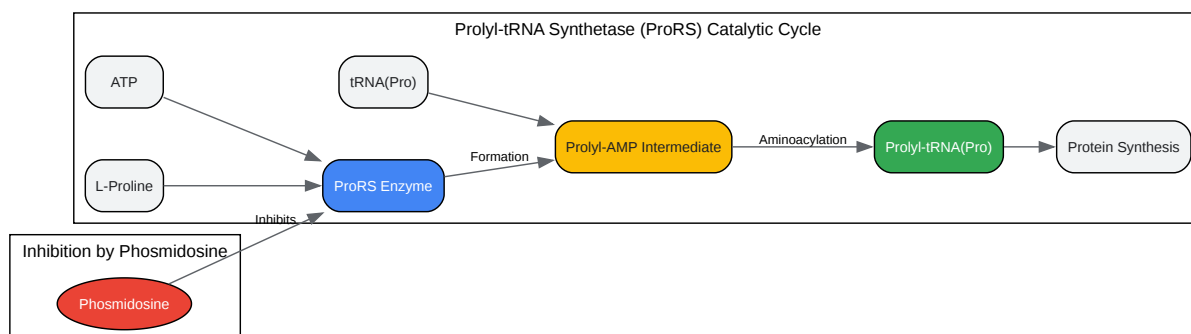 Prolyl-tRNA Synthetase (ProRS) Catalytic Cycle
ATP
tRNA(Pro)
Prolyl-AMP Intermediate
Aminoacylation
Prolyl-tRNA(Pro)
Protein Synthesis
Formation
L-Proline
ProRS Enzyme
Inhibits
Inhibition by Phosmidosine
Phosmidosine